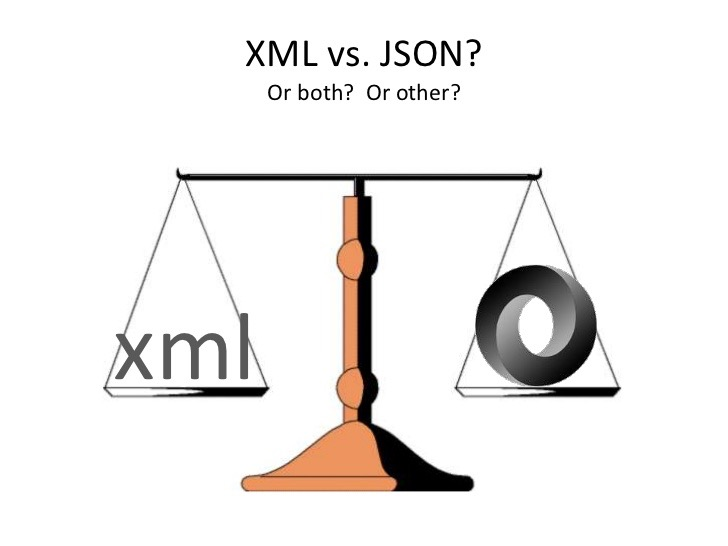 XML vs. JSON?
Or both? Or other?
xml